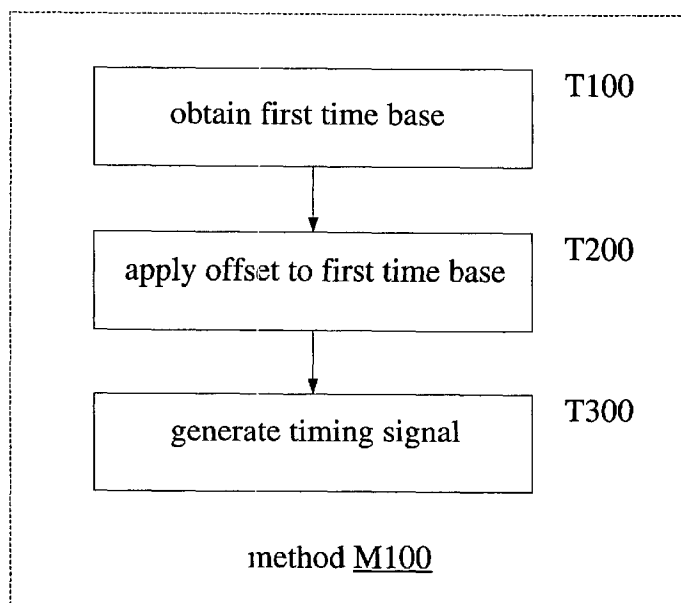 T100
obtain first time base
T200
apply offset to first time base
T300
generate timing signal
method M100